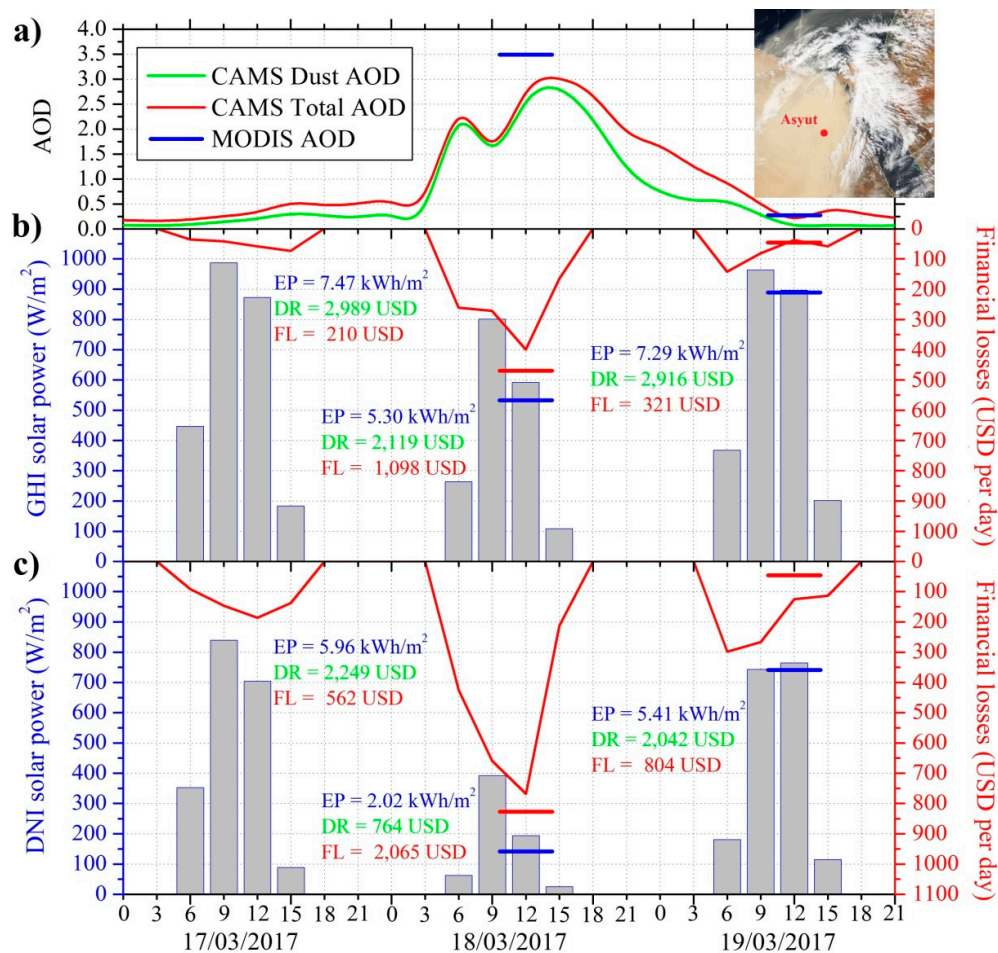 a)
AOD
4.0
3.5
3.0
2.5
2.0
1.5
1.0
0.5
0.0
CAMS Dust AOD
CAMS Total AOD
MODIS AOD
Asyut
b)
GHI solar power (W/m²)
1000
900
800
700
600
500
400
300
200
100
0
EP = 7.47 kWh/m²
DR = 2,989 USD
FL = 210 USD
EP = 5.30 kWh/m²
DR = 2,119 USD
FL = 1,098 USD
EP = 7.29 kWh/m²
DR = 2,916 USD
FL = 321 USD
0
100
200
300
400
500
600
700
800
900
1000
Financial losses (USD per day)
c)
DNI solar power (W/m²)
1000
900
800
700
600
500
400
300
200
100
0
EP = 5.96 kWh/m²
DR = 2,249 USD
FL = 562 USD
EP = 2.02 kWh/m²
DR = 764 USD
FL = 2,065 USD
EP = 5.41 kWh/m²
DR = 2,042 USD
FL = 804 USD
0
100
200
300
400
500
600
700
800
900
1000
1100
Financial losses (USD per day)
0 3 6 9 12 15 18 21 0 3 6 9 12 15 18 21 0 3 6 9 12 15 18 21
17/03/2017 18/03/2017 19/03/2017